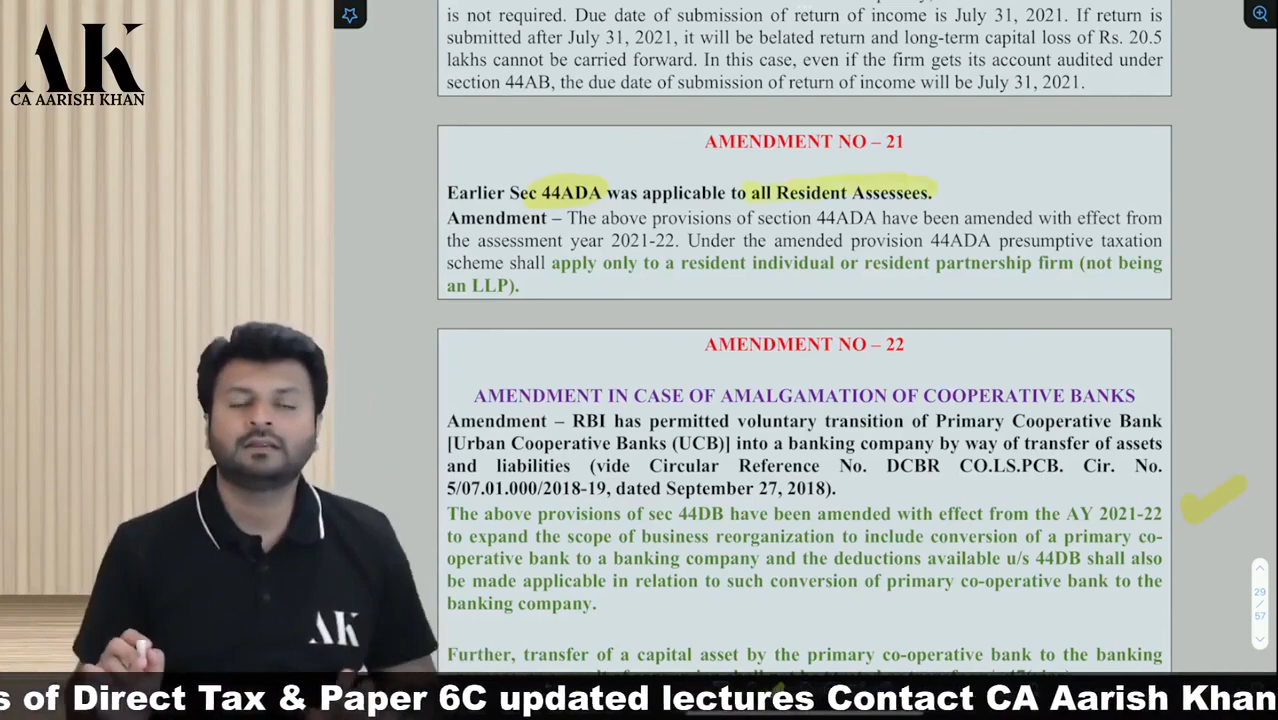 AK
CA AARISH KHAN
is not required. Due date of submission of return of income is July 31, 2021. If return is
submitted after July 31, 2021, it will be belated return and long-term capital loss of Rs. 20.5
lakhs cannot be carried forward. In this case, even if the firm gets its account audited under
section 44AB, the due date of submission of return of income will be July 31, 2021.
AMENDMENT NO – 21
Earlier Sec 44ADA was applicable to all Resident Assessees.
Amendment – The above provisions of section 44ADA have been amended with effect from
the assessment year 2021-22. Under the amended provision 44ADA presumptive taxation
scheme shall apply only to a resident individual or resident partnership firm (not being
an LLP).
AMENDMENT NO – 22
AMENDMENT IN CASE OF AMALGAMATION OF COOPERATIVE BANKS
Amendment – RBI has permitted voluntary transition of Primary Cooperative Bank
[Urban Cooperative Banks (UCB)] into a banking company by way of transfer of assets
and liabilities (vide Circular Reference No. DCBR CO.LS.PCB. Cir. No.
5/07.01.000/2018-19, dated September 27, 2018).
The above provisions of sec 44DB have been amended with effect from the AY 2021-22
to expand the scope of business reorganization to include conversion of a primary co-
operative bank to a banking company and the deductions available u/s 44DB shall also
be made applicable in relation to such conversion of primary co-operative bank to the
banking company.
Further, transfer of a capital asset by the primary co-operative bank to the banking
29
/
57
AK
s of Direct Tax & Paper 6C updated lectures Contact CA Aarish Khan